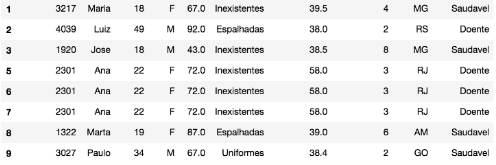 1 3217 Maria 18 F 67.0 Inexistentes 39.5 4 MG Saudavel
2 4039 Luiz 49 M 92.0 Espalhadas 38.0 2 RS Doente
3 1920 Jose 18 M 43.0 Inexistentes 38.5 8 MG Saudavel
5 2301 Ana 22 F 72.0 Inexistentes 58.0 3 RJ Doente
6 2301 Ana 22 F 72.0 Inexistentes 58.0 3 RJ Doente
7 2301 Ana 22 F 72.0 Inexistentes 58.0 3 RJ Doente
8 1322 Marta 19 F 87.0 Espalhadas 39.0 6 AM Saudavel
9 3027 Paulo 34 M 67.0 Uniformes 38.4 2 GO Saudavel